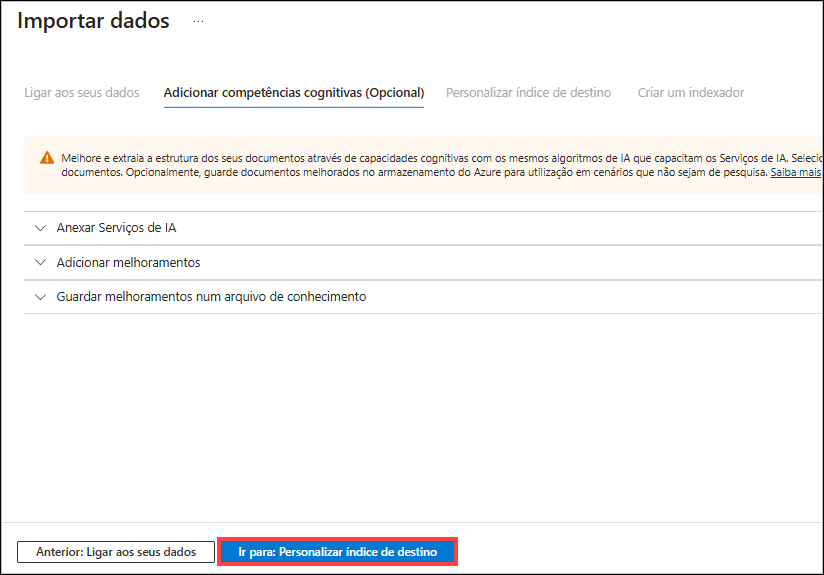 Importar dados ...
Ligar aos seus dados Adicionar competências cognitivas (Opcional) Personalizar índice de destino Criar um indexador
Melhore e extraia a estrutura dos seus documentos através de capacidades cognitivas com os mesmos algoritmos de IA que capacitam os Serviços de IA. Selecic
documentos. Opcionalmente, guarde documentos melhorados no armazenamento do Azure para utilização em cenários que não sejam de pesquisa. Saiba mais
Anexar Serviços de IA
Adicionar melhoramentos
Guardar melhoramentos num arquivo de conhecimento
Anterior: Ligar aos seus dados Ir para: Personalizar índice de destino